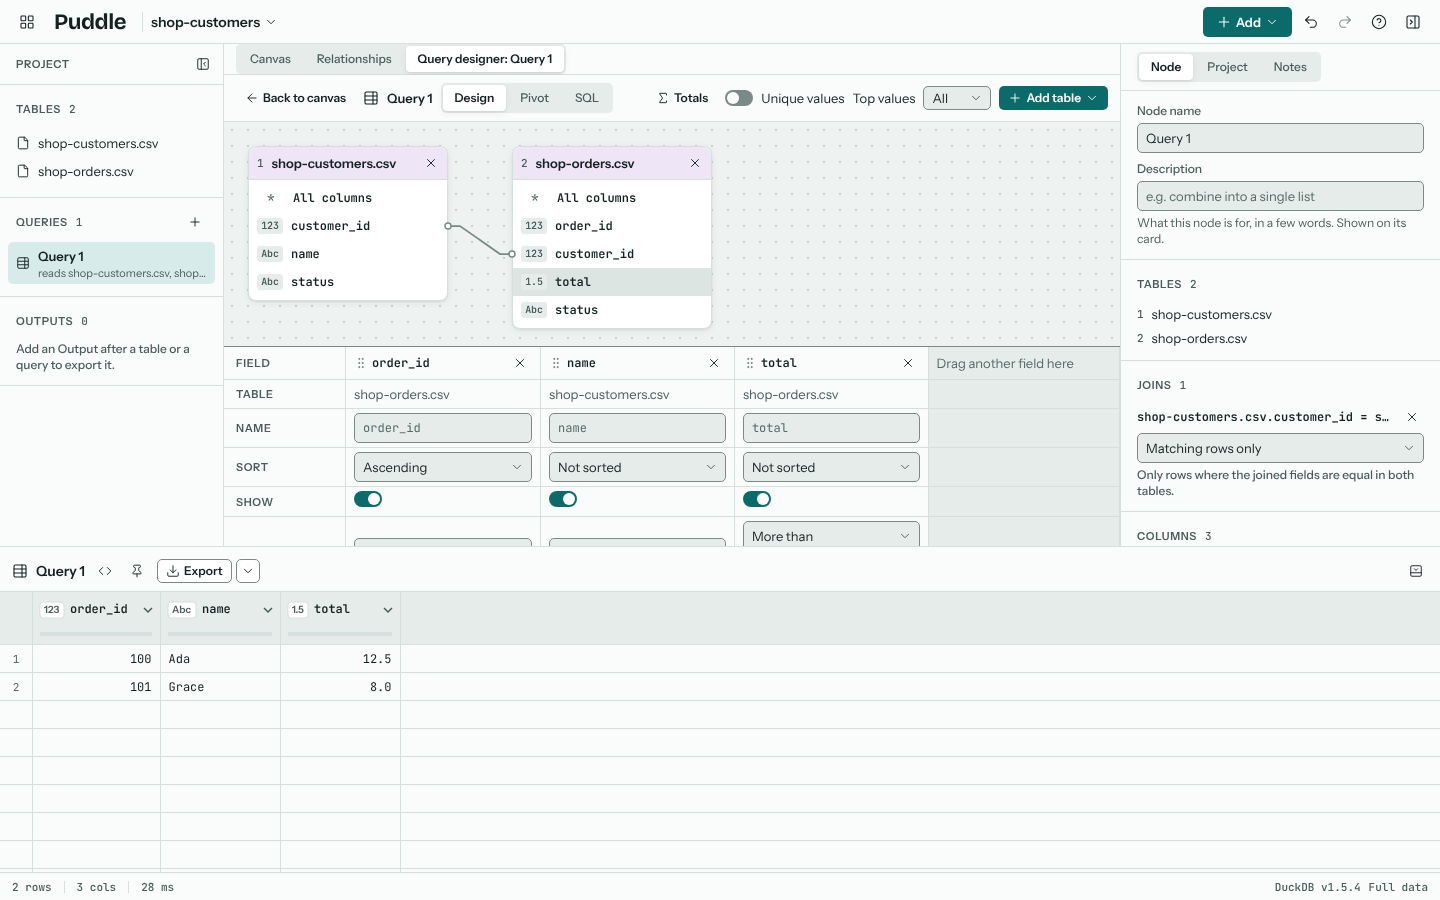 Puddle
shop-customers
Add
PROJECT
TABLES 2
shop-customers.csv
shop-orders.csv
QUERIES 1
Query 1
reads shop-customers.csv, shop...
OUTPUTS 0
Add an Output after a table or a
query to export it.
Canvas
Relationships
Query designer: Query 1
Back to canvas
Query 1
Design
Pivot
SQL
Totals
Unique values
Top values
All
Add table
1 shop-customers.csv
* All columns
123 customer_id
Abc name
Abc status
2 shop-orders.csv
* All columns
123 order_id
123 customer_id
1.5 total
Abc status
FIELD order_id name total Drag another field here
TABLE shop-orders.csv shop-customers.csv shop-orders.csv
NAME order_id name total
SORT Ascending Not sorted Not sorted
SHOW
More than
Node
Project
Notes
Node name
Query 1
Description
e.g. combine into a single list
What this node is for, in a few words. Shown on its
card.
TABLES 2
1 shop-customers.csv
2 shop-orders.csv
JOINS 1
shop-customers.csv.customer_id = s…
Matching rows only
Only rows where the joined fields are equal in both
tables.
COLUMNS 3
Query 1
Export
123 order_id Abc name 1.5 total
1 100 Ada 12.5
2 101 Grace 8.0
2 rows 3 cols 28 ms
DuckDB v1.5.4 Full data